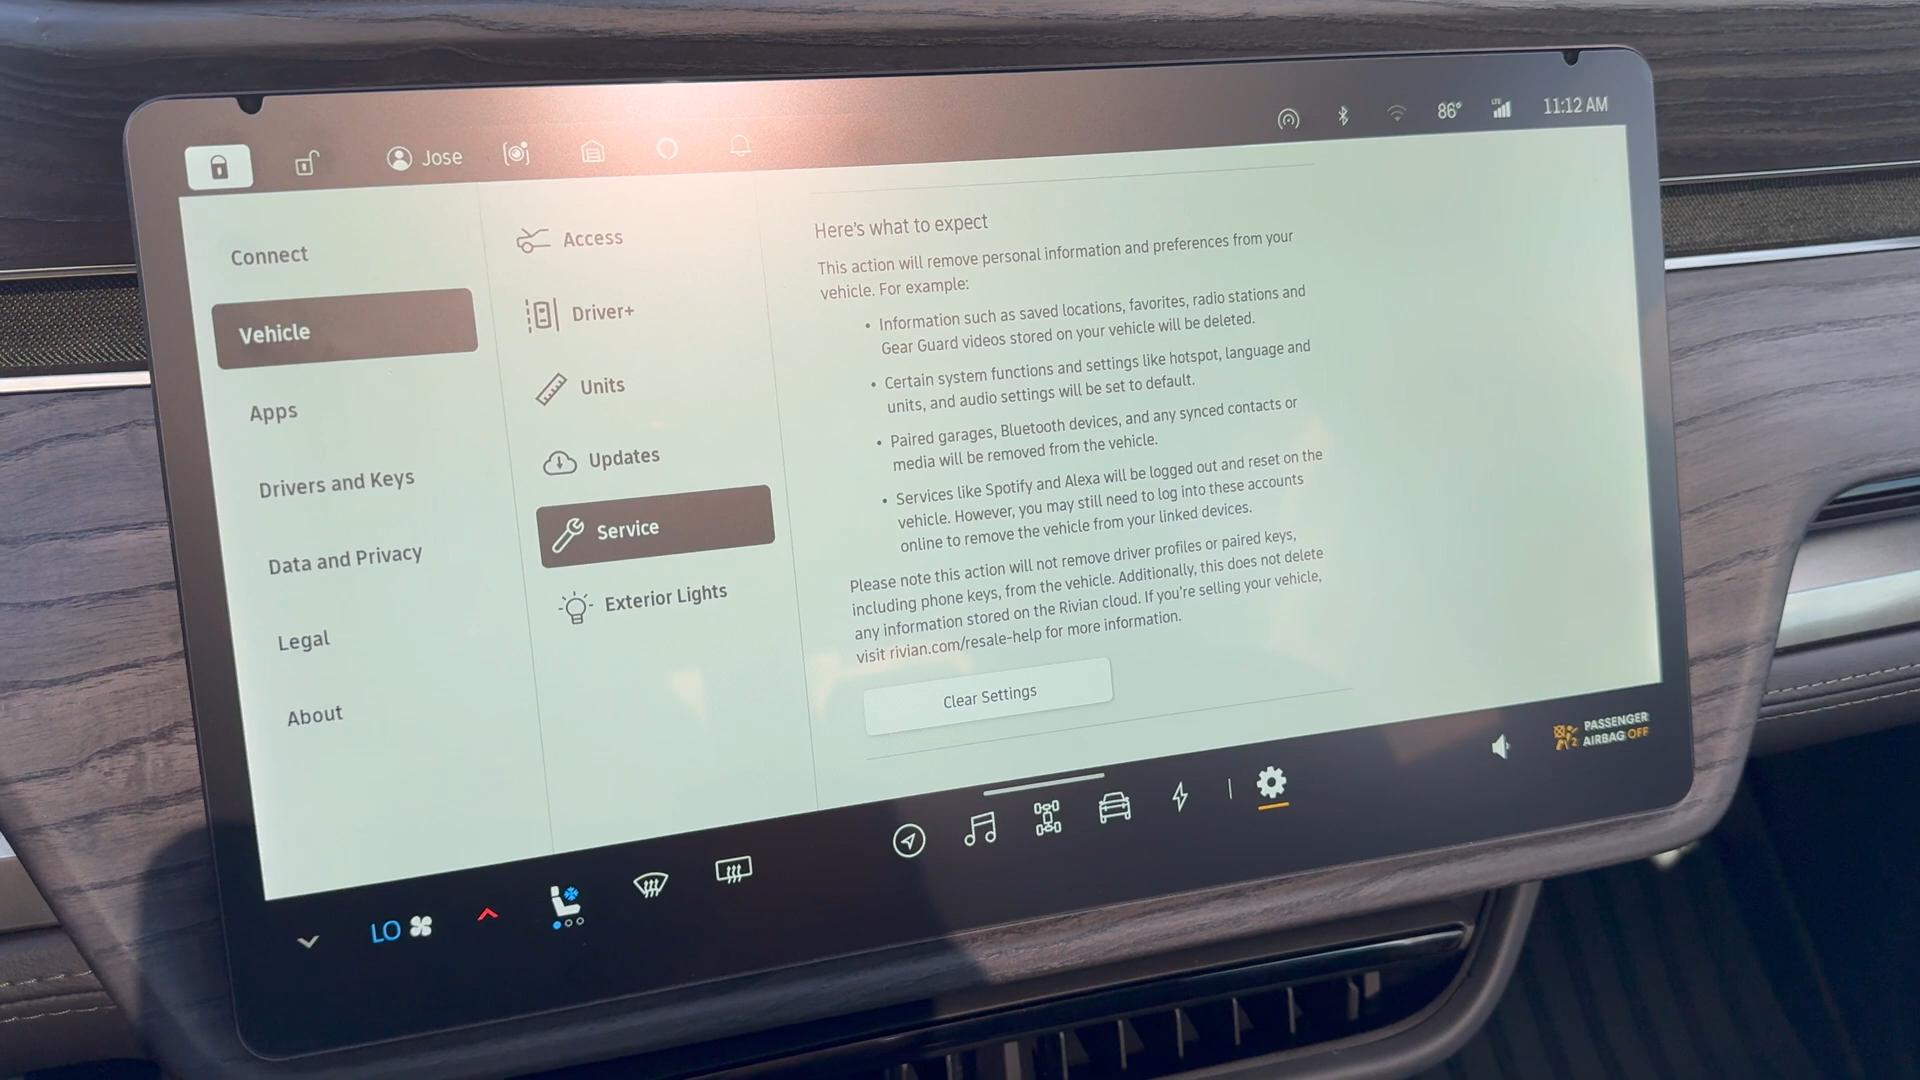 Jose
86°
LTE
11:12 AM
Connect
Vehicle
Apps
Drivers and Keys
Data and Privacy
Legal
About
Access
Driver+
Units
Updates
Service
Exterior Lights
Here's what to expect
This action will remove personal information and preferences from your
vehicle. For example:
• Information such as saved locations, favorites, radio stations and
Gear Guard videos stored on your vehicle will be deleted.
• Certain system functions and settings like hotspot, language and
units, and audio settings will be set to default.
• Paired garages, Bluetooth devices, and any synced contacts or
media will be removed from the vehicle.
• Services like Spotify and Alexa will be logged out and reset on the
vehicle. However, you may still need to log into these accounts
online to remove the vehicle from your linked devices.
Please note this action will not remove driver profiles or paired keys,
including phone keys, from the vehicle. Additionally, this does not delete
any information stored on the Rivian cloud. If you're selling your vehicle,
visit rivian.com/resale-help for more information.
Clear Settings
LO
2
PASSENGER
AIRBAG OFF